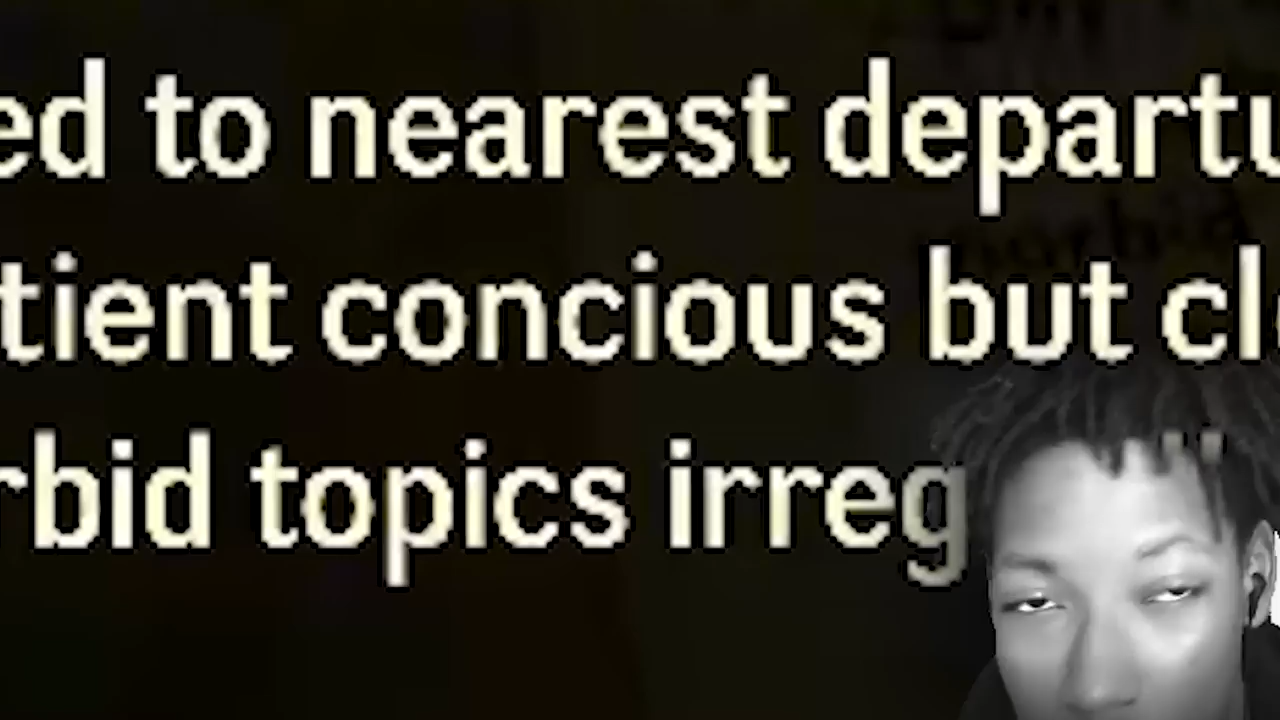 ed to nearest departu
tient concious but cl
rbid topics irreg